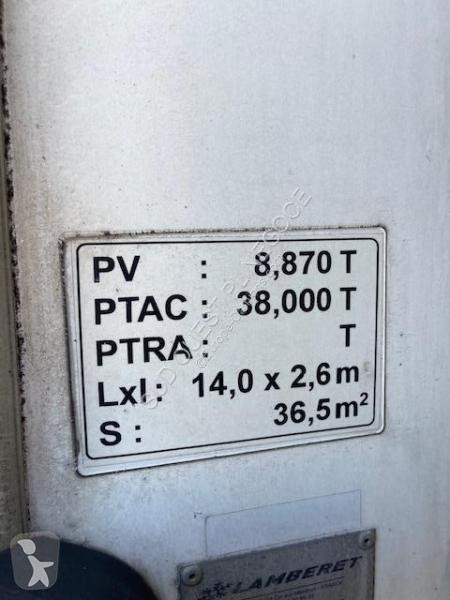 PV : 8,870 T
PTAC : 38,000 T
PTRA : T
Lxl : 14,0 x 2,6 m
S : 36,5 m²
LAMBERET